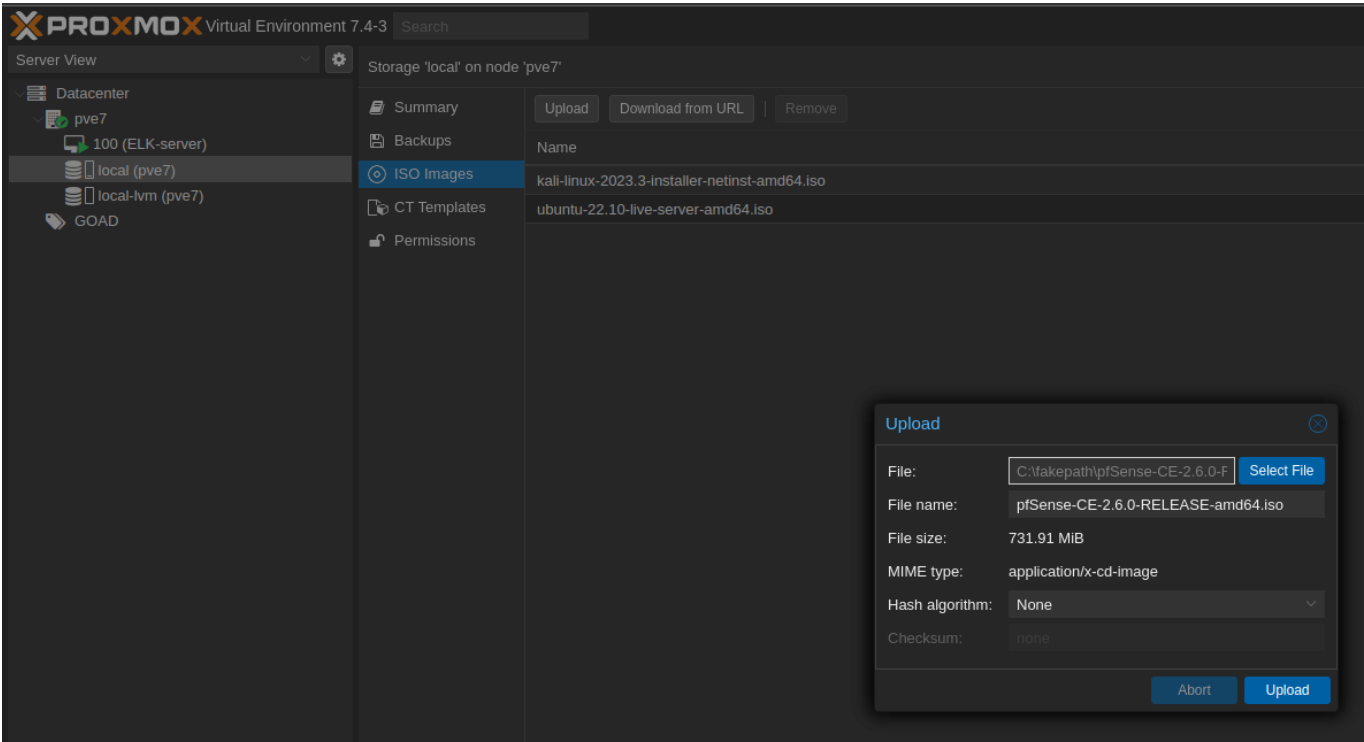 PROXMOX Virtual Environment 7.4-3 Search
Server View
Storage 'local' on node 'pve7'
Datacenter
pve7
100 (ELK-server)
local (pve7)
local-lvm (pve7)
GOAD
Summary
Backups
ISO Images
CT Templates
Permissions
Upload Download from URL Remove
Name
kali-linux-2023.3-installer-netinst-amd64.iso
ubuntu-22.10-live-server-amd64.iso
Upload
File: C:\fakepath\pfSense-CE-2.6.0-F Select File
File name: pfSense-CE-2.6.0-RELEASE-amd64.iso
File size: 731.91 MiB
MIME type: application/x-cd-image
Hash algorithm: None
Checksum: none
Abort Upload